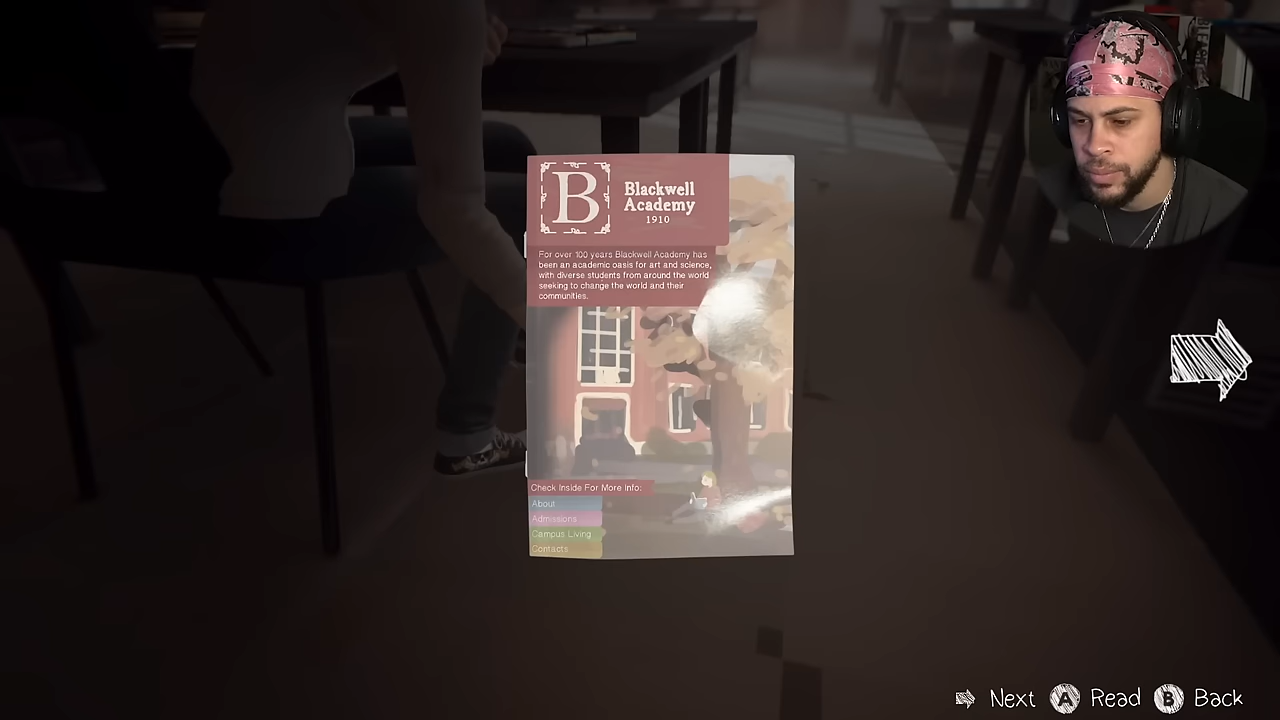 B
Blackwell
Academy
1910
For over 100 years Blackwell Academy has
been an academic oasis for art and science,
with diverse students from around the world
seeking to change the world and their
communities.
Check Inside For More Info:
About
Admissions
Campus Living
Contacts
Next A Read B Back